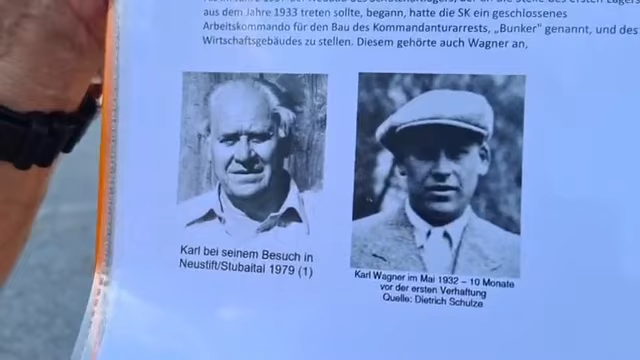 aus dem Jahre 1933 treten sollte, begann, hatte die SK ein geschlossenes
Arbeitskommando für den Bau des Kommandanturarrests, „Bunker" genannt, und des
Wirtschaftsgebäudes zu stellen. Diesem gehörte auch Wagner an,
Karl bei seinem Besuch in
Neustift/Stubaital 1979 (1)
Karl Wagner im Mai 1932 – 10 Monate
vor der ersten Verhaftung
Quelle: Dietrich Schulze